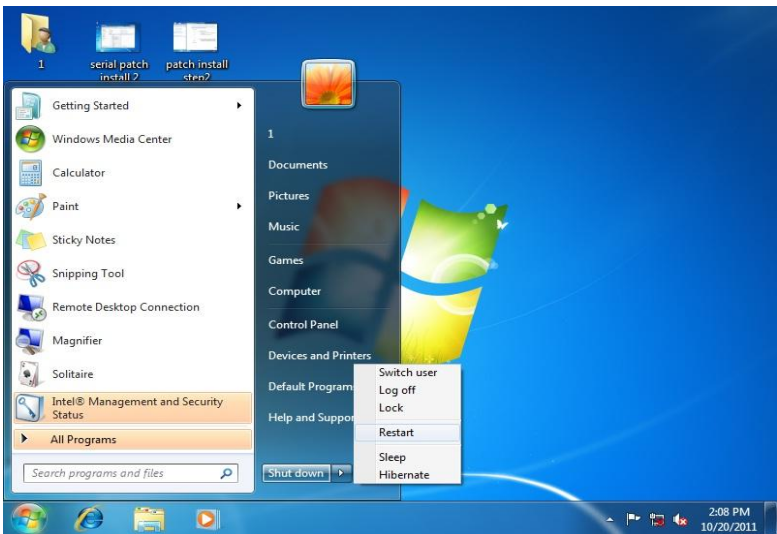 1
serial patch install 2
patch install step2
Getting Started
Windows Media Center
Calculator
Paint
Sticky Notes
Snipping Tool
Remote Desktop Connection
Magnifier
Solitaire
Intel® Management and Security
Status
All Programs
Search programs and files
1
Documents
Pictures
Music
Games
Computer
Control Panel
Devices and Printers
Default Program
Help and Suppor
Shut down
Switch user
Log off
Lock
Restart
Sleep
Hibernate
2:08 PM
10/20/2011